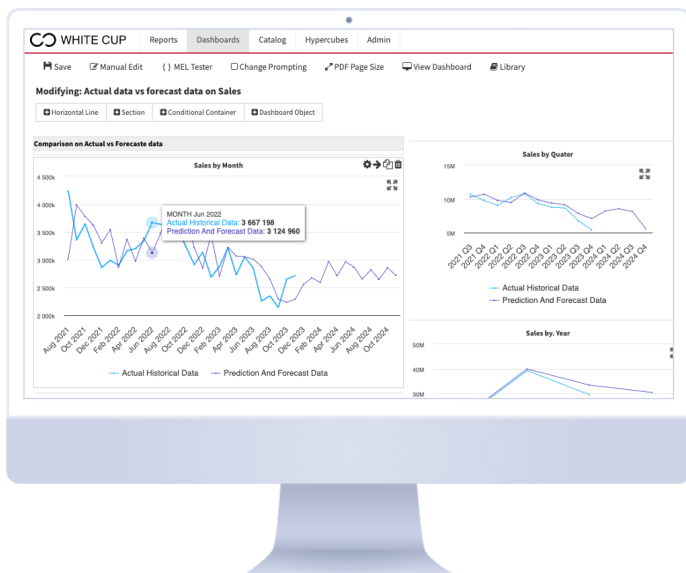 WHITE CUP Reports Dashboards Catalog Hypercubes Admin
Save Manual Edit { } MEL Tester Change Prompting PDF Page Size View Dashboard Library
Modifying: Actual data vs forecast data on Sales
Horizontal Line Section Conditional Container Dashboard Object
Comparison on Actual vs Forecaste data
Sales by Month
4 500k
4 000k
3 500k
3 000k
2 500k
2 000k
MONTH Jun 2022
Actual Historical Data: 3 667 198
Prediction And Forecast Data: 3 124 960
Aug 2021 Oct 2021 Dec 2021 Feb 2022 Apr 2022 Jun 2022 Aug 2022 Oct 2022 Dec 2022 Feb 2023 Apr 2023 Jun 2023 Aug 2023 Oct 2023 Dec 2023 Feb 2024 Apr 2024 Jun 2024 Aug 2024 Oct 2024
Actual Historical Data Prediction And Forecast Data
Sales by Quater
15M
10M
5M
2021 Q3 2021 Q4 2022 Q1 2022 Q2 2022 Q3 2022 Q4 2023 Q1 2023 Q2 2023 Q3 2023 Q4 2024 Q1 2024 Q2 2024 Q3 2024 Q4
Actual Historical Data
Prediction And Forecast Data
Sales by. Year
50M
40M
30M